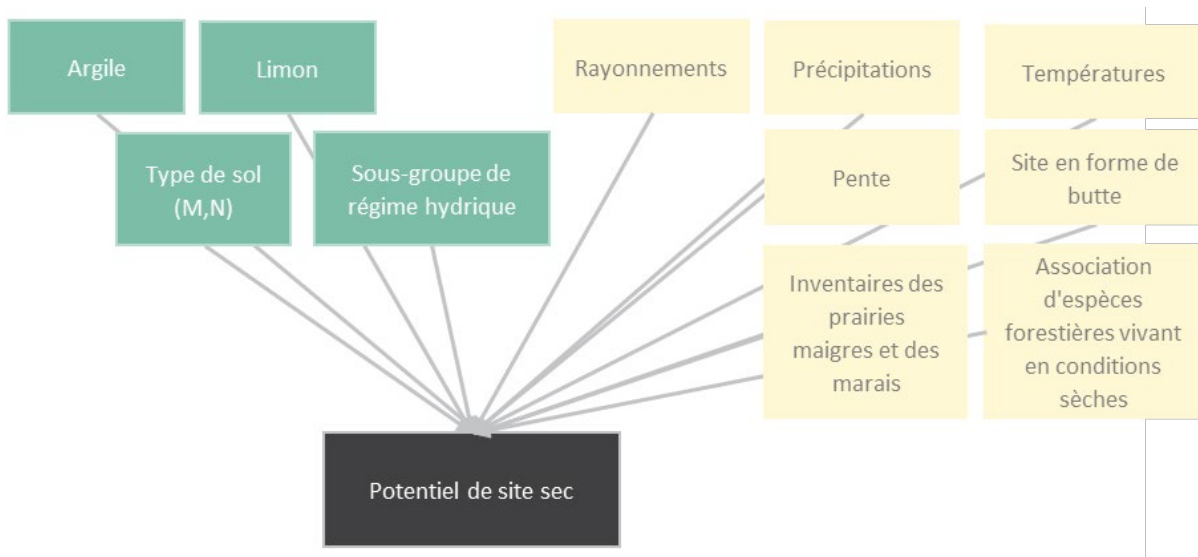 Argile
Limon
Rayonnements
Précipitations
Températures
Type de sol
(M,N)
Sous-groupe de
régime hydrique
Pente
Site en forme de
butte
Inventaires des
prairies
maigres et des
marais
Association
d'espèces
forestières vivant
en conditions
sèches
Potentiel de site sec